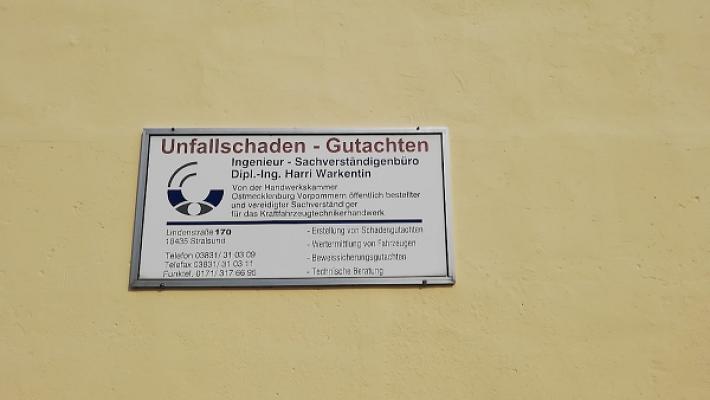 Unfallschaden - Gutachten
Ingenieur - Sachverständigenbüro
Dipl.-Ing. Harri Warkentin
Von der Handwerkskammer
Ostmecklenburg Vorpommern öffentlich bestellter
und vereidigter Sachverständiger
für das Kraftfahrzeugtechnikerhandwerk
Lindenstraße 170
18435 Stralsund
Telefon 03831/ 31 03 09
Telefax 03831/ 31 03 11
Funktel. 0171/ 317 66 95
- Erstellung von Schadengutachten
- Wertermittlung von Fahrzeugen
- Beweissicherungsgutachten
- Technische Beratung